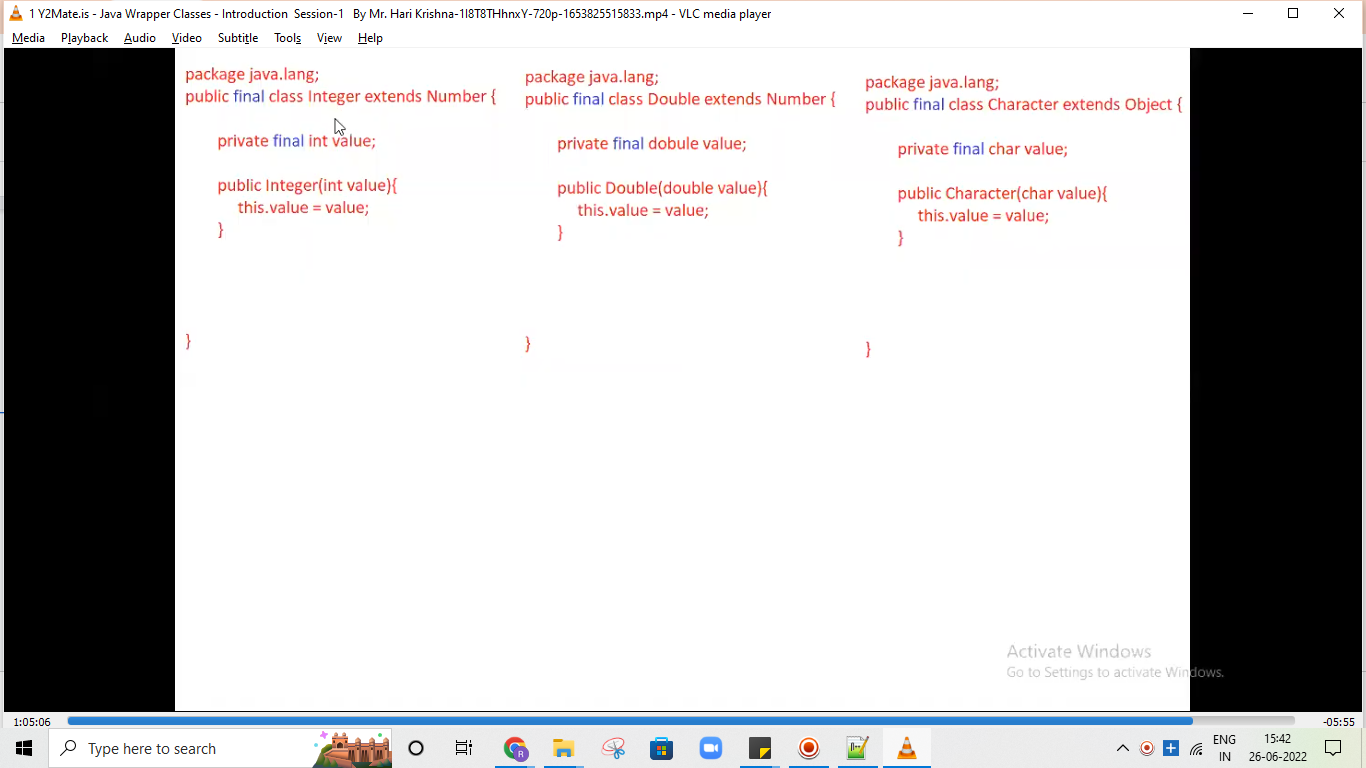 1 Y2Mate.is - Java Wrapper Classes - Introduction  Session-1   By Mr. Hari Krishna-1I8T8THhnxY-720p-1653825515833.mp4 - VLC media player
Media Playback Audio Video Subtitle Tools View Help
package java.lang;
public final class Integer extends Number {
private final int value;
public Integer(int value){
this.value = value;
}
}
package java.lang;
public final class Double extends Number {
private final dobule value;
public Double(double value){
this.value = value;
}
}
package java.lang;
public final class Character extends Object {
private final char value;
public Character(char value){
this.value = value;
}
}
Activate Windows
Go to Settings to activate Windows.
1:05:06
-05:55
Type here to search
R
ENG
IN
15:42
26-06-2022